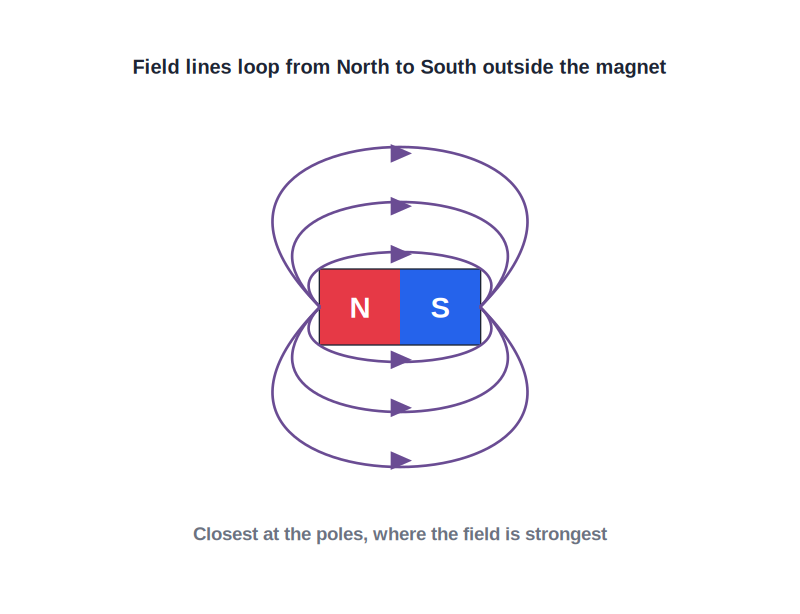 Field lines loop from North to South outside the magnet
N S
Closest at the poles, where the field is strongest